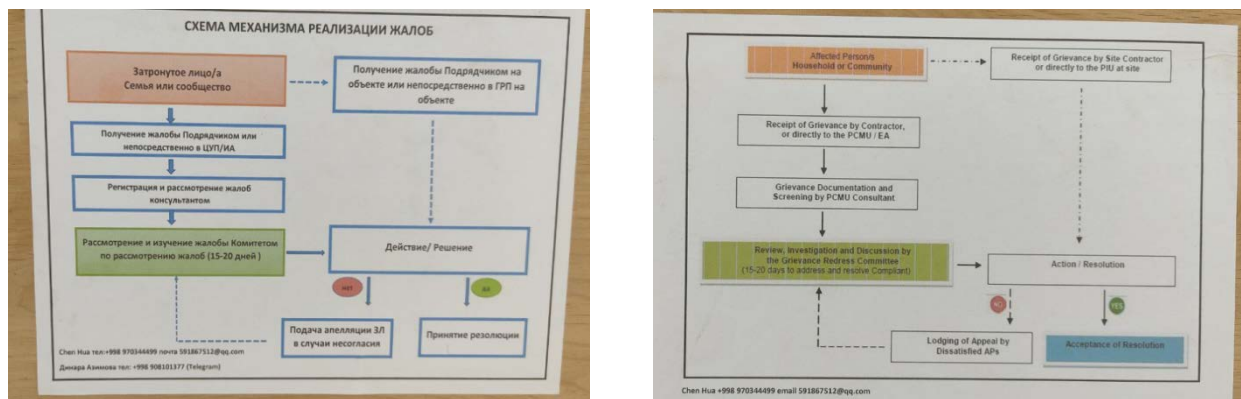 СХЕМА МЕХАНИЗМА РЕАЛИЗАЦИИ ЖАЛОБ
Затронутое лицо/а
Семья или сообщество
Получение жалобы Подрядчиком на
объекте или непосредственно в ГРП на
объекте
Получение жалобы Подрядчиком или
непосредственно в ЦУП/ИА
Регистрация и рассмотрение жалоб
консультантом
Рассмотрение и изучение жалобы Комитетом
по рассмотрению жалоб (15-20 дней )
Действие/ Решение
нет
да
Подача апелляции ЗЛ
в случаи несогласия
Принятие резолюции
Chen Hua тел:+998 970344499 почта 591867512@qq.com
Динара Азимова тел: +998 908101377 (Telegram)
Affected Person/s
Household or Community
Receipt of Grievance by Site Contractor
or directly to the PIU at site
Receipt of Grievance by Contractor,
or directly to the PCMU / EA
Grievance Documentation and
Screening by PCMU Consultant
Review, Investigation and Discussion by
the Grievance Redress Committee
(15-20 days to address and resolve Compliant)
Action / Resolution
NO
YES
Lodging of Appeal by
Dissatisfied APs
Acceptance of Resolution
Chen Hua +998 970344499 email 591867512@qq.com